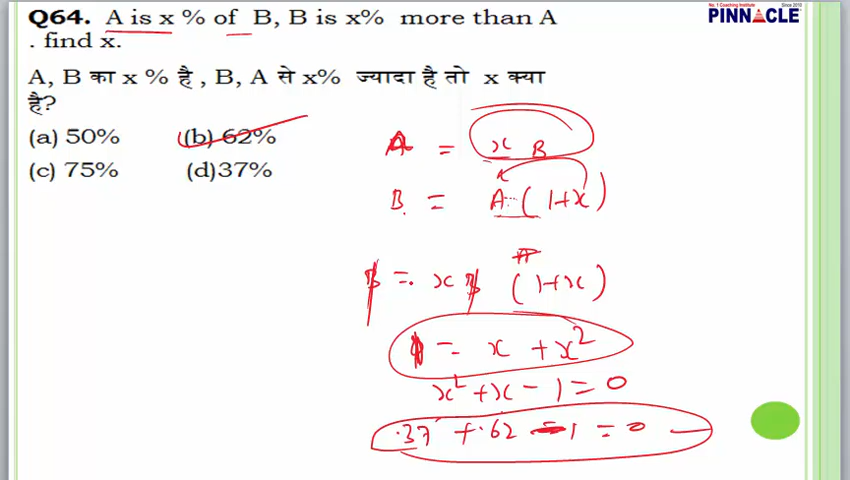 No. 1 Coaching Institute Since 2010
PINNACLE
Q64. A is x % of B, B is x% more than A
. find x.
A, B का x % है , B, A से x% ज्यादा है तो x क्या
है?
(a) 50% (b) 62%
(c) 75% (d)37%
A = x B
B = A (1+x)
B = x B (1+x)
1 = x + x²
x² + x - 1 = 0
.37 + .62 - 1 = 0